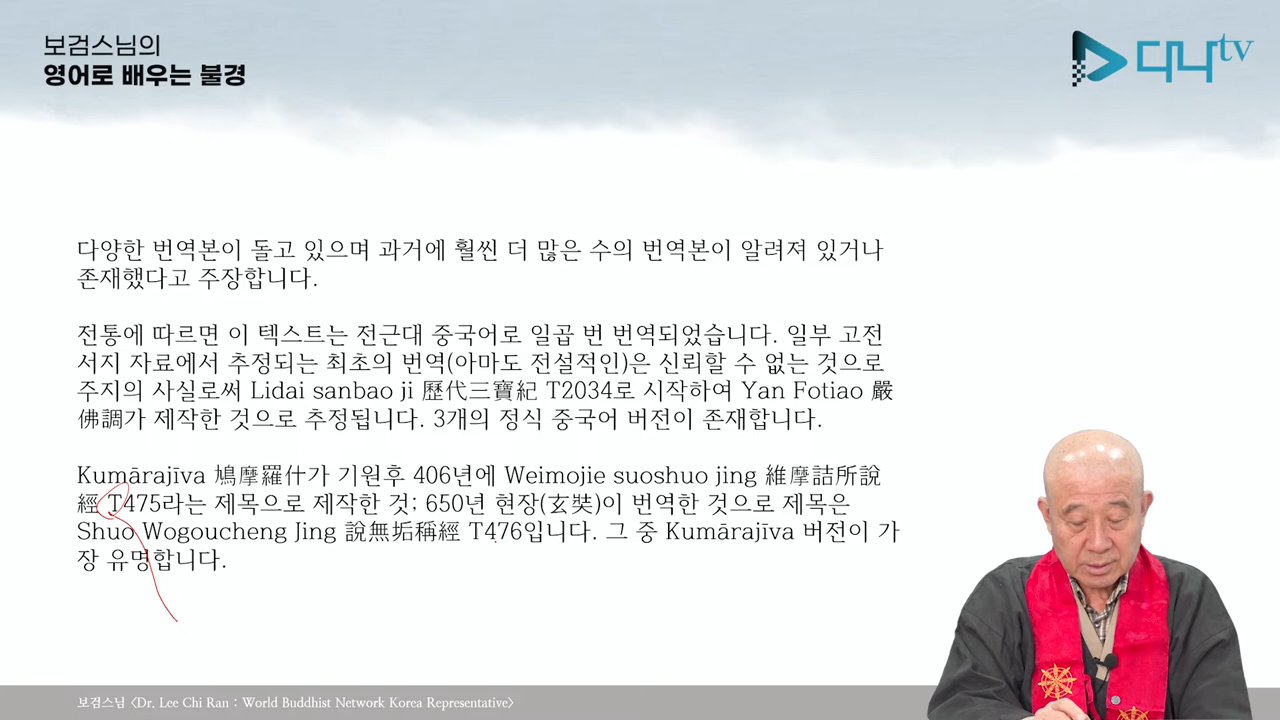 보검스님의
영어로 배우는 불경
디나tv
다양한 번역본이 돌고 있으며 과거에 훨씬 더 많은 수의 번역본이 알려져 있거나
존재했다고 주장합니다.
전통에 따르면 이 텍스트는 전근대 중국어로 일곱 번 번역되었습니다. 일부 고전
서지 자료에서 추정되는 최초의 번역(아마도 전설적인)은 신뢰할 수 없는 것으로
주지의 사실로써 Lidai sanbao ji 歷代三寶紀 T2034로 시작하여 Yan Fotiao 嚴
佛調가 제작한 것으로 추정됩니다. 3개의 정식 중국어 버전이 존재합니다.
Kumārajīva 鳩摩羅什가 기원후 406년에 Weimojie suoshuo jing 維摩詰所說
經 T475라는 제목으로 제작한 것; 650년 현장(玄奘)이 번역한 것으로 제목은
Shuo Wogoucheng Jing 說無垢稱經 T476입니다. 그 중 Kumārajīva 버전이 가
장 유명합니다.
보검스님 <Dr. Lee Chi Ran : World Buddhist Network Korea Representative>